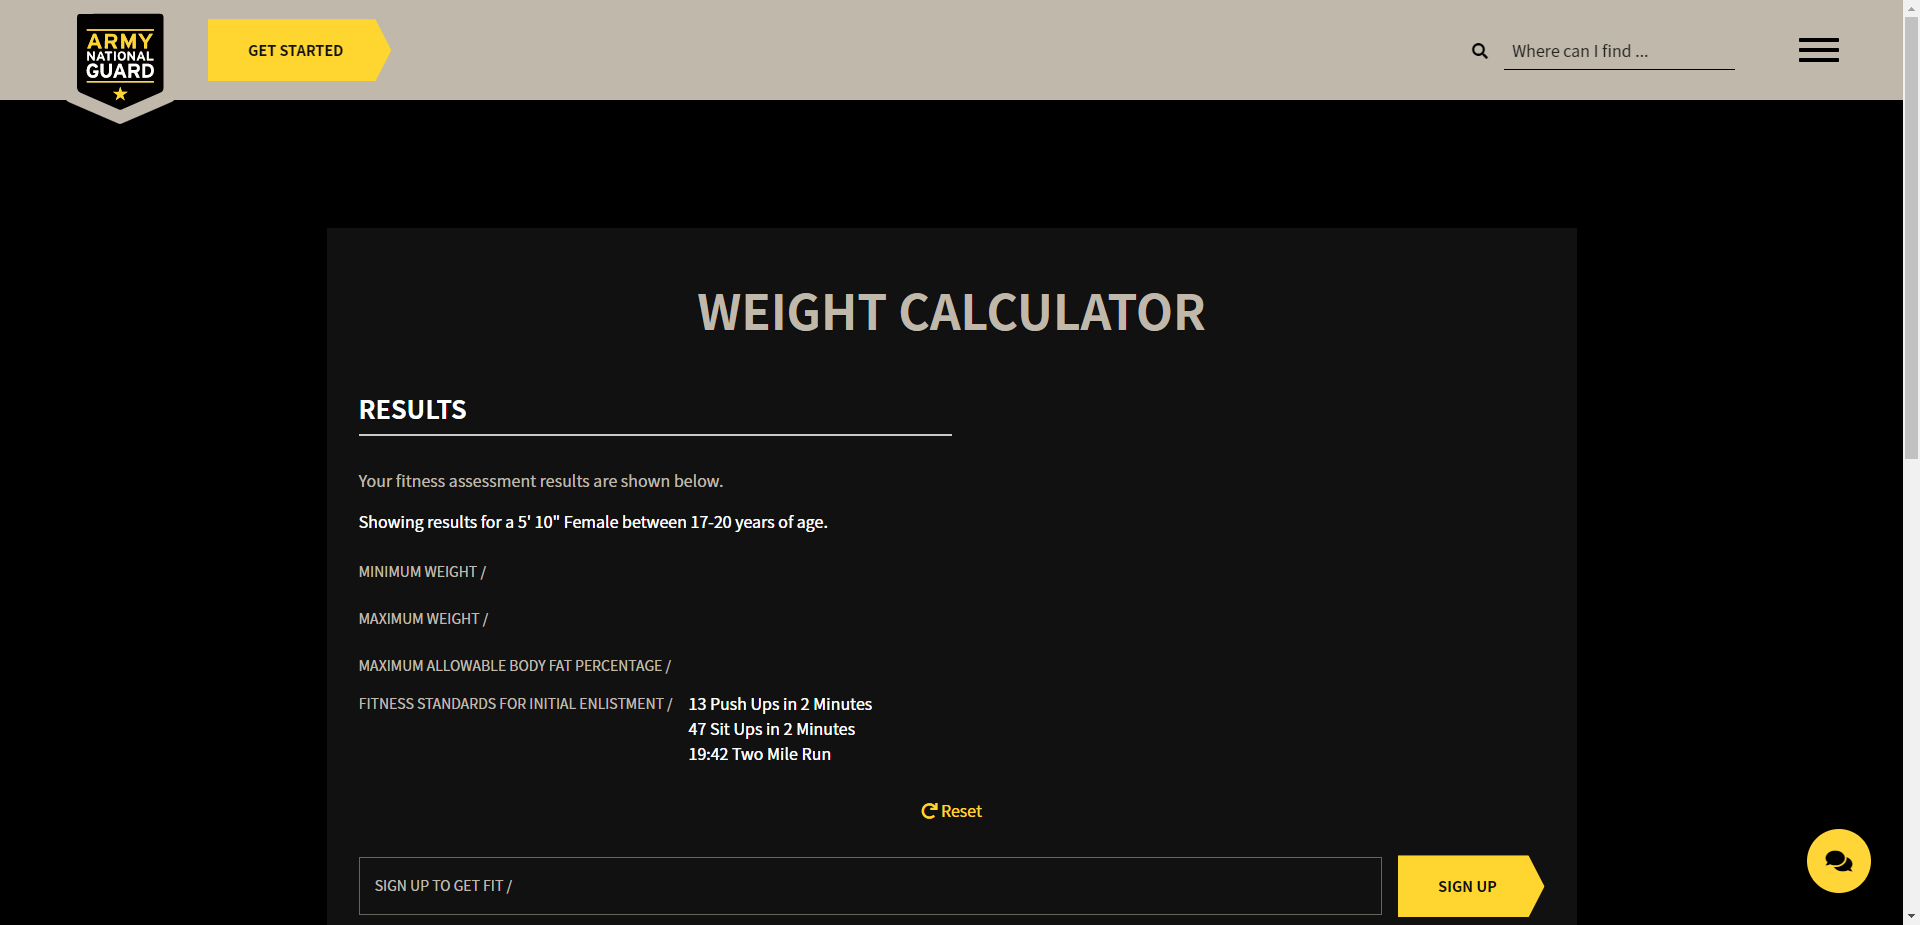 ARMY
NATIONAL
GUARD
GET STARTED
Where can I find ...
WEIGHT CALCULATOR
RESULTS
Your fitness assessment results are shown below.
Showing results for a 5' 10" Female between 17-20 years of age.
MINIMUM WEIGHT /
MAXIMUM WEIGHT /
MAXIMUM ALLOWABLE BODY FAT PERCENTAGE /
FITNESS STANDARDS FOR INITIAL ENLISTMENT / 13 Push Ups in 2 Minutes
47 Sit Ups in 2 Minutes
19:42 Two Mile Run
Reset
SIGN UP TO GET FIT / SIGN UP